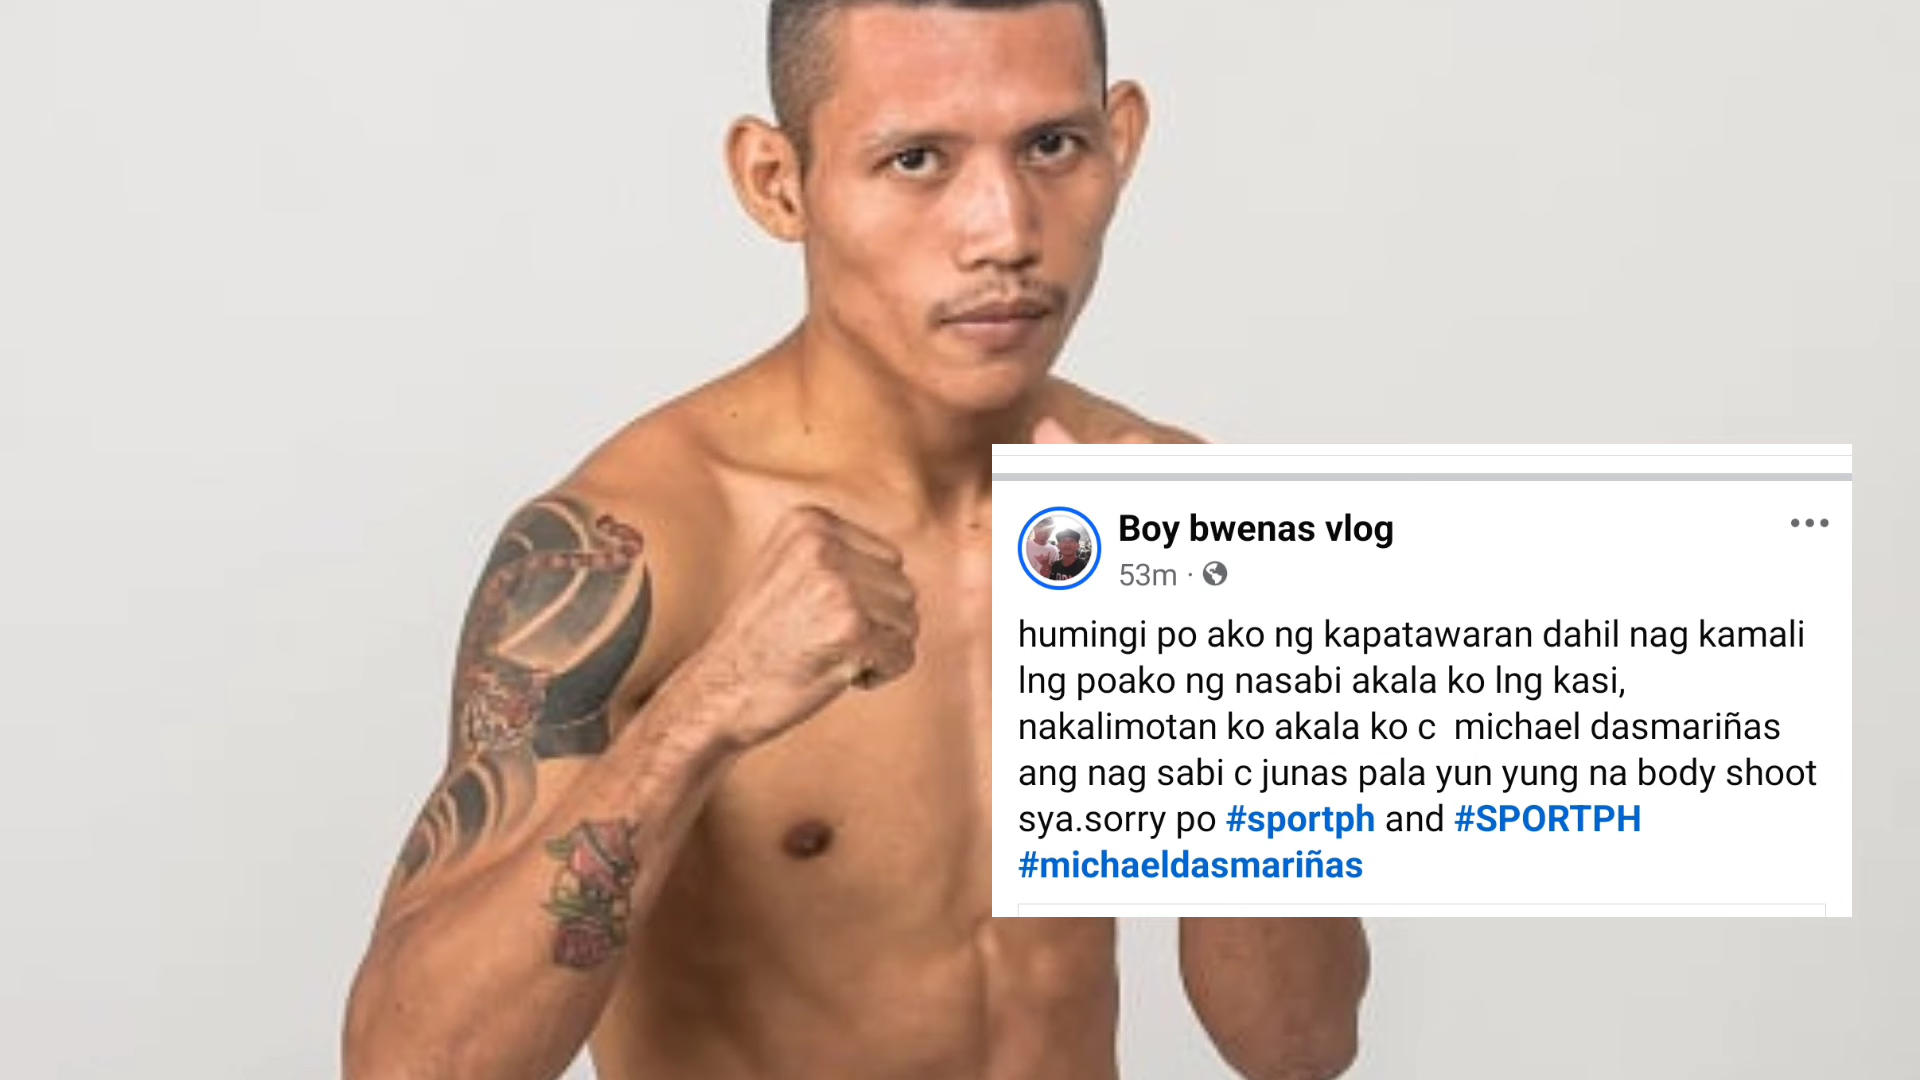 Boy bwenas vlog
53m ·
humingi po ako ng kapatawaran dahil nag kamali
lng poako ng nasabi akala ko lng kasi,
nakalimotan ko akala ko c michael dasmariñas
ang nag sabi c junas pala yun yung na body shoot
sya.sorry po #sportph and #SPORTPH
#michaeldasmariñas